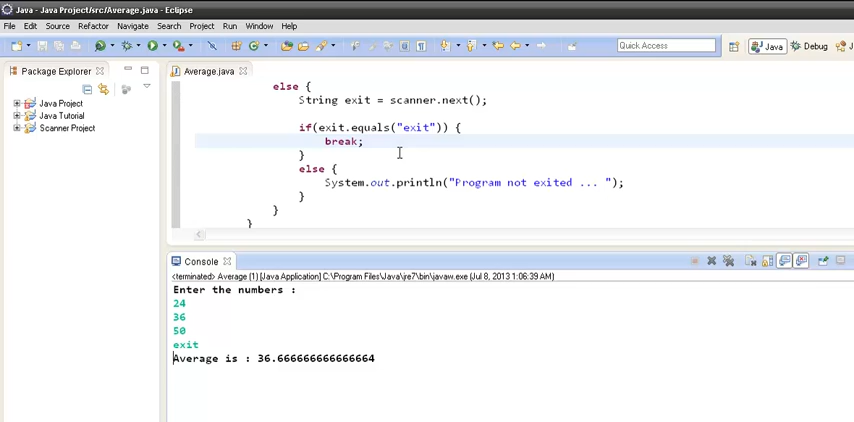 Java - Java Project/src/Average.java - Eclipse
File Edit Source Refactor Navigate Search Project Run Window Help
Quick Access
Java
Debug
J
Package Explorer
Java Project
Java Tutorial
Scanner Project
Average.java
else {
String exit = scanner.next();
if(exit.equals("exit")) {
break;
}
else {
System.out.println("Program not exited ... ");
}
}
}
Console
<terminated> Average (1) [Java Application] C:\Program Files\Java\jre7\bin\javaw.exe (Jul 8, 2013 1:06:39 AM)
Enter the numbers :
24
36
50
exit
Average is : 36.666666666666664